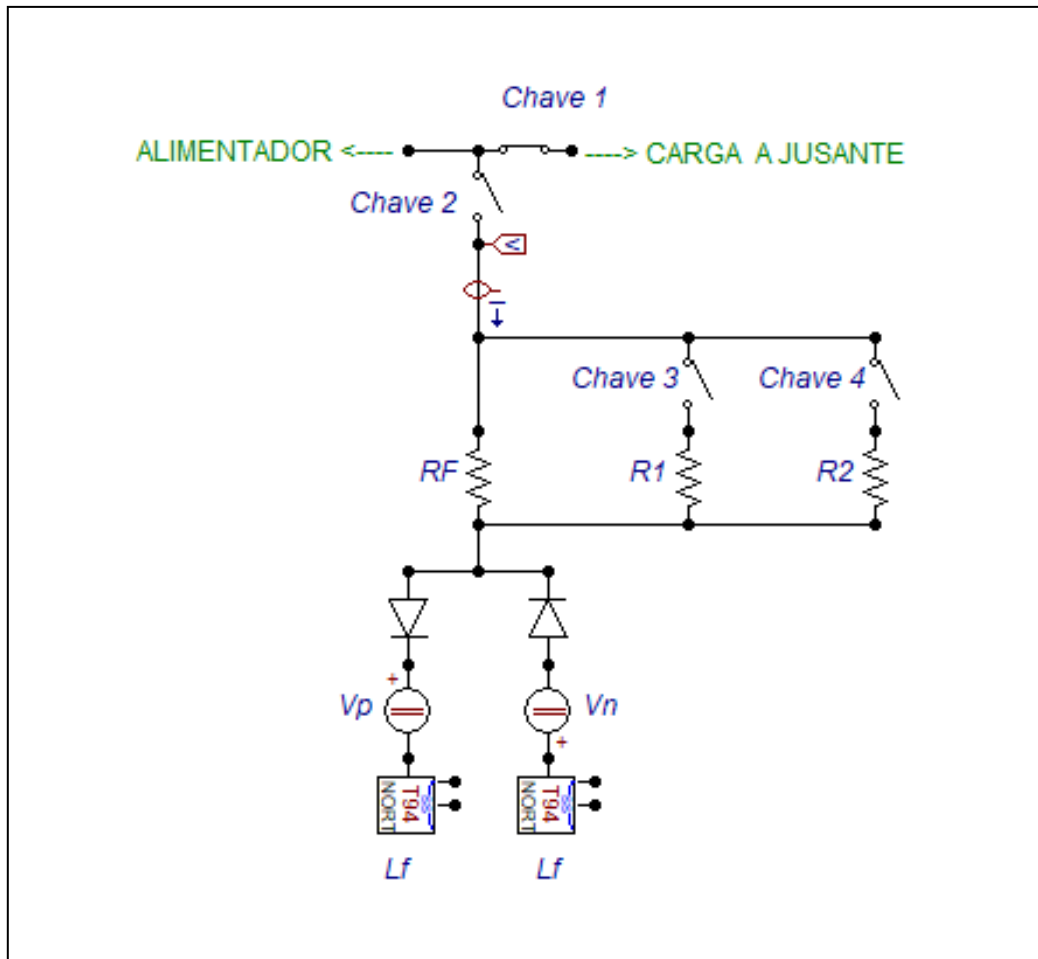 Chave 1
ALIMENTADOR <---- ----> CARGA A JUSANTE
Chave 2
V
I
Chave 3 Chave 4
RF R1 R2
+
Vp Vn
+
T94 NORT T94 NORT
Lf Lf